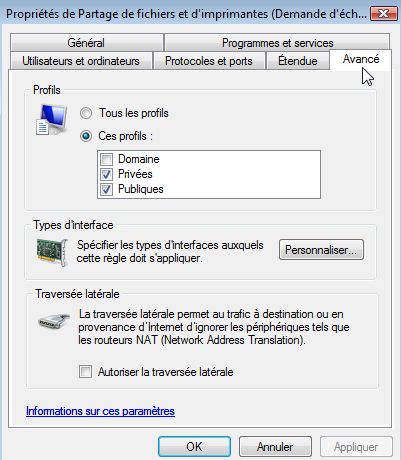 Propriétés de Partage de fichiers et d'imprimantes (Demande d'éch...
Général
Programmes et services
Utilisateurs et ordinateurs
Protocoles et ports
Étendue
Avancé
Profils
Tous les profils
Ces profils :
Domaine
Privées
Publiques
Types d'interface
Spécifier les types d'interfaces auxquels
cette règle doit s'appliquer.
Personnaliser...
Traversée latérale
La traversée latérale permet au trafic à destination ou en
provenance d'Internet d'ignorer les périphériques tels que
les routeurs NAT (Network Address Translation).
Autoriser la traversée latérale
Informations sur ces paramètres
OK
Annuler
Appliquer